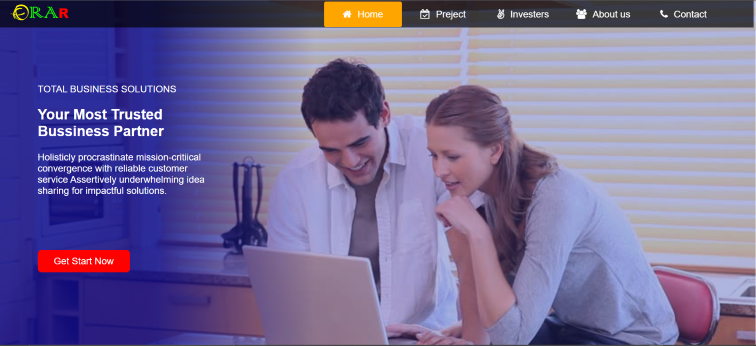 ERAR
Home Preject Investers About us Contact
TOTAL BUSINESS SOLUTIONS
Your Most Trusted
Bussiness Partner
Holisticly procrastinate mission-critiical
convergence with reliable customer
service Assertively underwhelming idea
sharing for impactful solutions.
Get Start Now